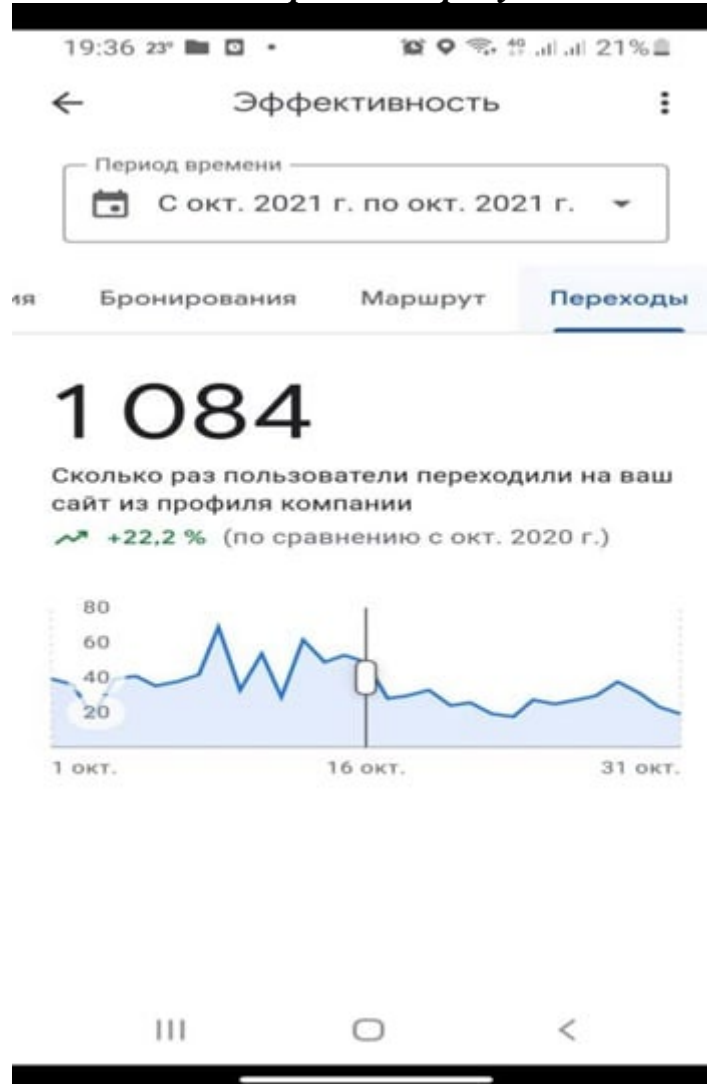 19:36 23° 21%
Эффективность
Период времени
С окт. 2021 г. по окт. 2021 г.
ия Бронирования Маршрут Переходы
1 084
Сколько раз пользователи переходили на ваш
сайт из профиля компании
+22,2 % (по сравнению с окт. 2020 г.)
80
60
40
20
1 окт. 16 окт. 31 окт.